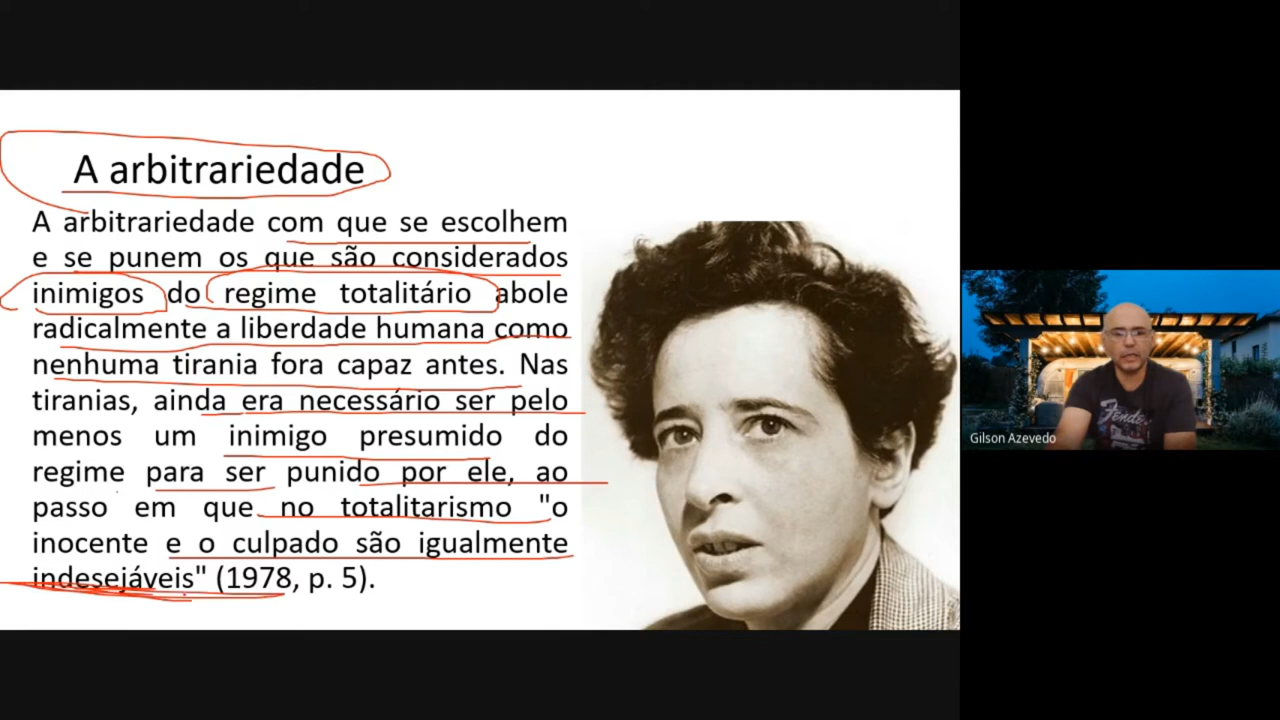 A arbitrariedade
A arbitrariedade com que se escolhem
e se punem os que são considerados
inimigos do regime totalitário abole
radicalmente a liberdade humana como
nenhuma tirania fora capaz antes. Nas
tiranias, ainda era necessário ser pelo
menos um inimigo presumido do
regime para ser punido por ele, ao
passo em que no totalitarismo "o
inocente e o culpado são igualmente
indesejáveis" (1978, p. 5).
Fender
Gilson Azevedo